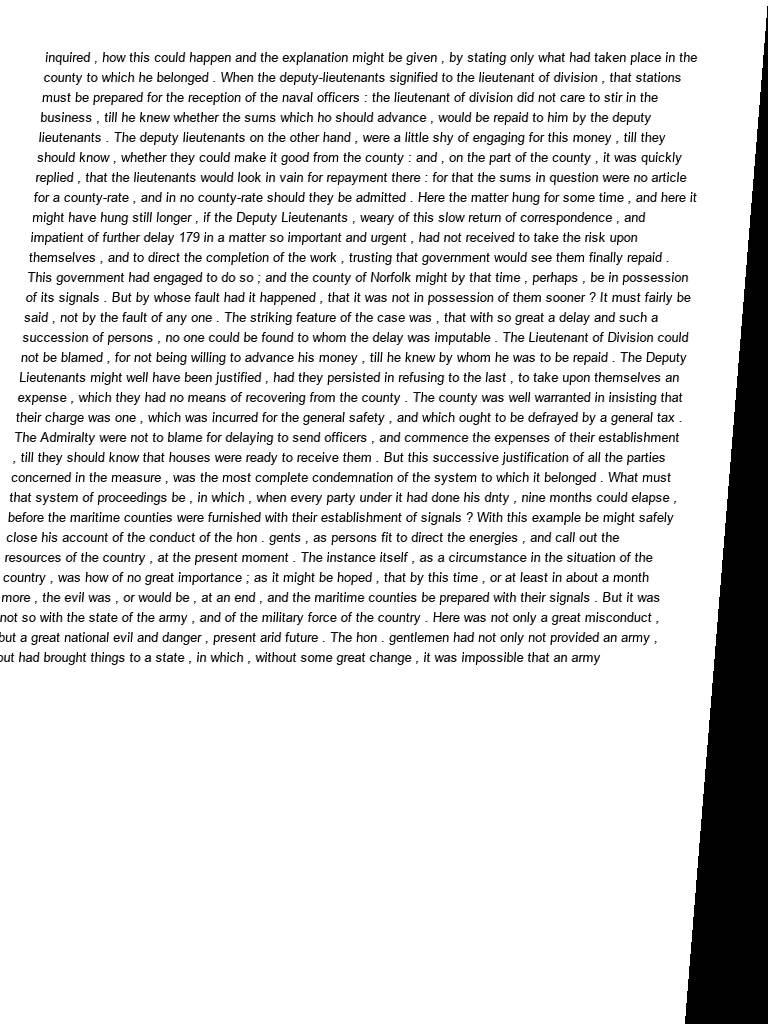 inquired , how this could happen and the explanation might be given , by stating only what had taken place in the
county to which he belonged . When the deputy-lieutenants signified to the lieutenant of division , that stations
must be prepared for the reception of the naval officers : the lieutenant of division did not care to stir in the
business , till he knew whether the sums which ho should advance , would be repaid to him by the deputy
lieutenants . The deputy lieutenants on the other hand , were a little shy of engaging for this money , till they
should know , whether they could make it good from the county : and , on the part of the county , it was quickly
replied , that the lieutenants would look in vain for repayment there : for that the sums in question were no article
for a county-rate , and in no county-rate should they be admitted . Here the matter hung for some time , and here it
might have hung still longer , if the Deputy Lieutenants , weary of this slow return of correspondence , and
impatient of further delay 179 in a matter so important and urgent , had not received to take the risk upon
themselves , and to direct the completion of the work , trusting that government would see them finally repaid .
This government had engaged to do so ; and the county of Norfolk might by that time , perhaps , be in possession
of its signals . But by whose fault had it happened , that it was not in possession of them sooner ? It must fairly be
said , not by the fault of any one . The striking feature of the case was , that with so great a delay and such a
succession of persons , no one could be found to whom the delay was imputable . The Lieutenant of Division could
not be blamed , for not being willing to advance his money , till he knew by whom he was to be repaid . The Deputy
Lieutenants might well have been justified , had they persisted in refusing to the last , to take upon themselves an
expense , which they had no means of recovering from the county . The county was well warranted in insisting that
their charge was one , which was incurred for the general safety , and which ought to be defrayed by a general tax .
The Admiralty were not to blame for delaying to send officers , and commence the expenses of their establishment
, till they should know that houses were ready to receive them . But this successive justification of all the parties
concerned in the measure , was the most complete condemnation of the system to which it belonged . What must
that system of proceedings be , in which , when every party under it had done his dnty , nine months could elapse ,
before the maritime counties were furnished with their establishment of signals ? With this example be might safely
close his account of the conduct of the hon . gents , as persons fit to direct the energies , and call out the
resources of the country , at the present moment . The instance itself , as a circumstance in the situation of the
country , was how of no great importance ; as it might be hoped , that by this time , or at least in about a month
more , the evil was , or would be , at an end , and the maritime counties be prepared with their signals . But it was
not so with the state of the army , and of the military force of the country . Here was not only a great misconduct ,
but a great national evil and danger , present arid future . The hon . gentlemen had not only not provided an army ,
but had brought things to a state , in which , without some great change , it was impossible that an army